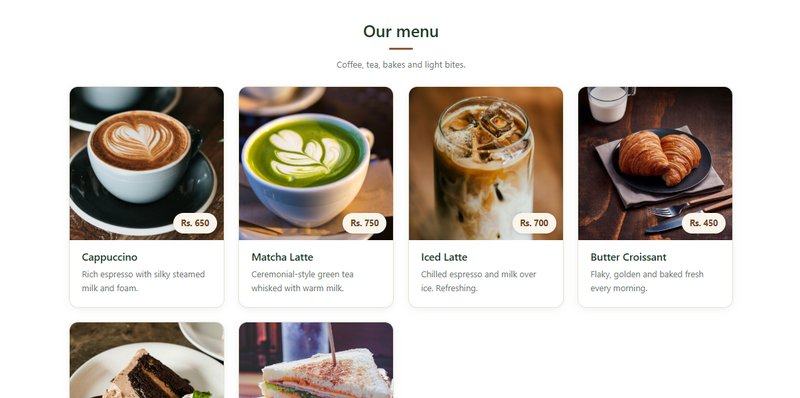 Our menu
Coffee, tea, bakes and light bites.
Rs. 650
Rs. 750
Rs. 700
Rs. 450
Cappuccino
Rich espresso with silky steamed
milk and foam.
Matcha Latte
Ceremonial-style green tea
whisked with warm milk.
Iced Latte
Chilled espresso and milk over
ice. Refreshing.
Butter Croissant
Flaky, golden and baked fresh
every morning.